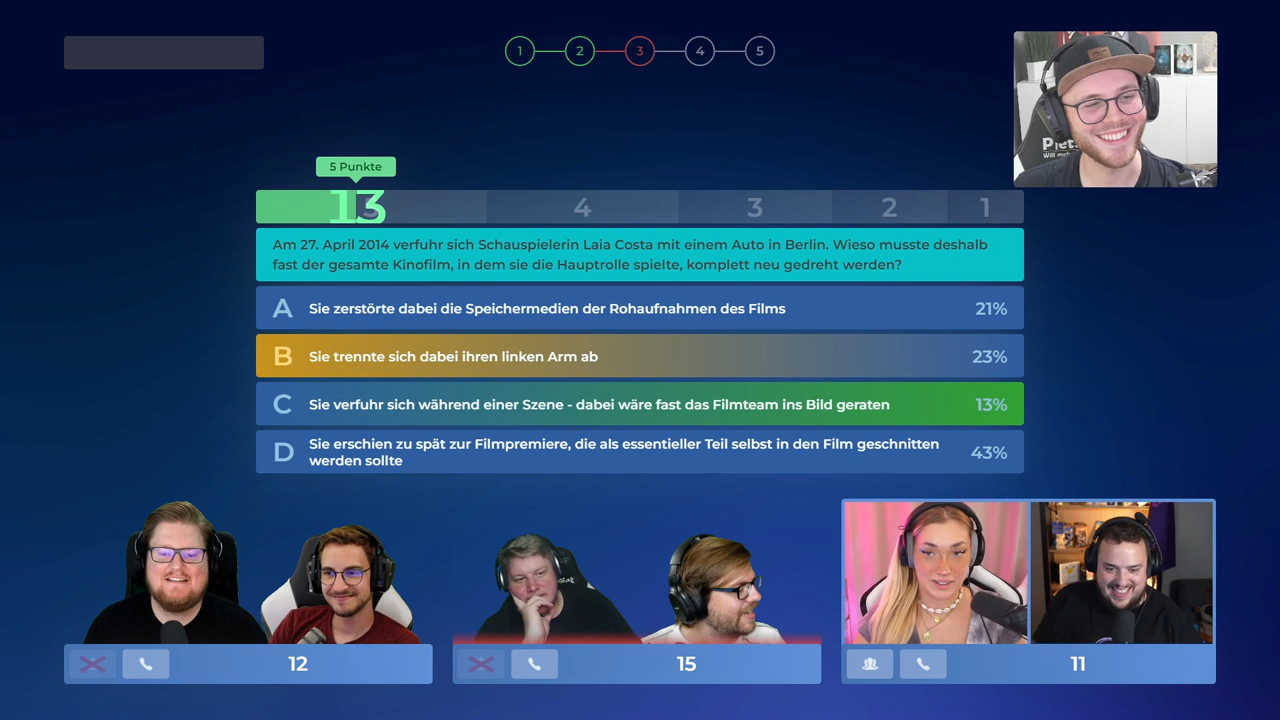 1 2 3 4 5
5 Punkte
13 4 3 2 1
Am 27. April 2014 verfuhr sich Schauspielerin Laia Costa mit einem Auto in Berlin. Wieso musste deshalb
fast der gesamte Kinofilm, in dem sie die Hauptrolle spielte, komplett neu gedreht werden?
A Sie zerstörte dabei die Speichermedien der Rohaufnahmen des Films 21%
B Sie trennte sich dabei ihren linken Arm ab 23%
C Sie verfuhr sich während einer Szene - dabei wäre fast das Filmteam ins Bild geraten 13%
D Sie erschien zu spät zur Filmpremiere, die als essentieller Teil selbst in den Film geschnitten
werden sollte 43%
12 15 11